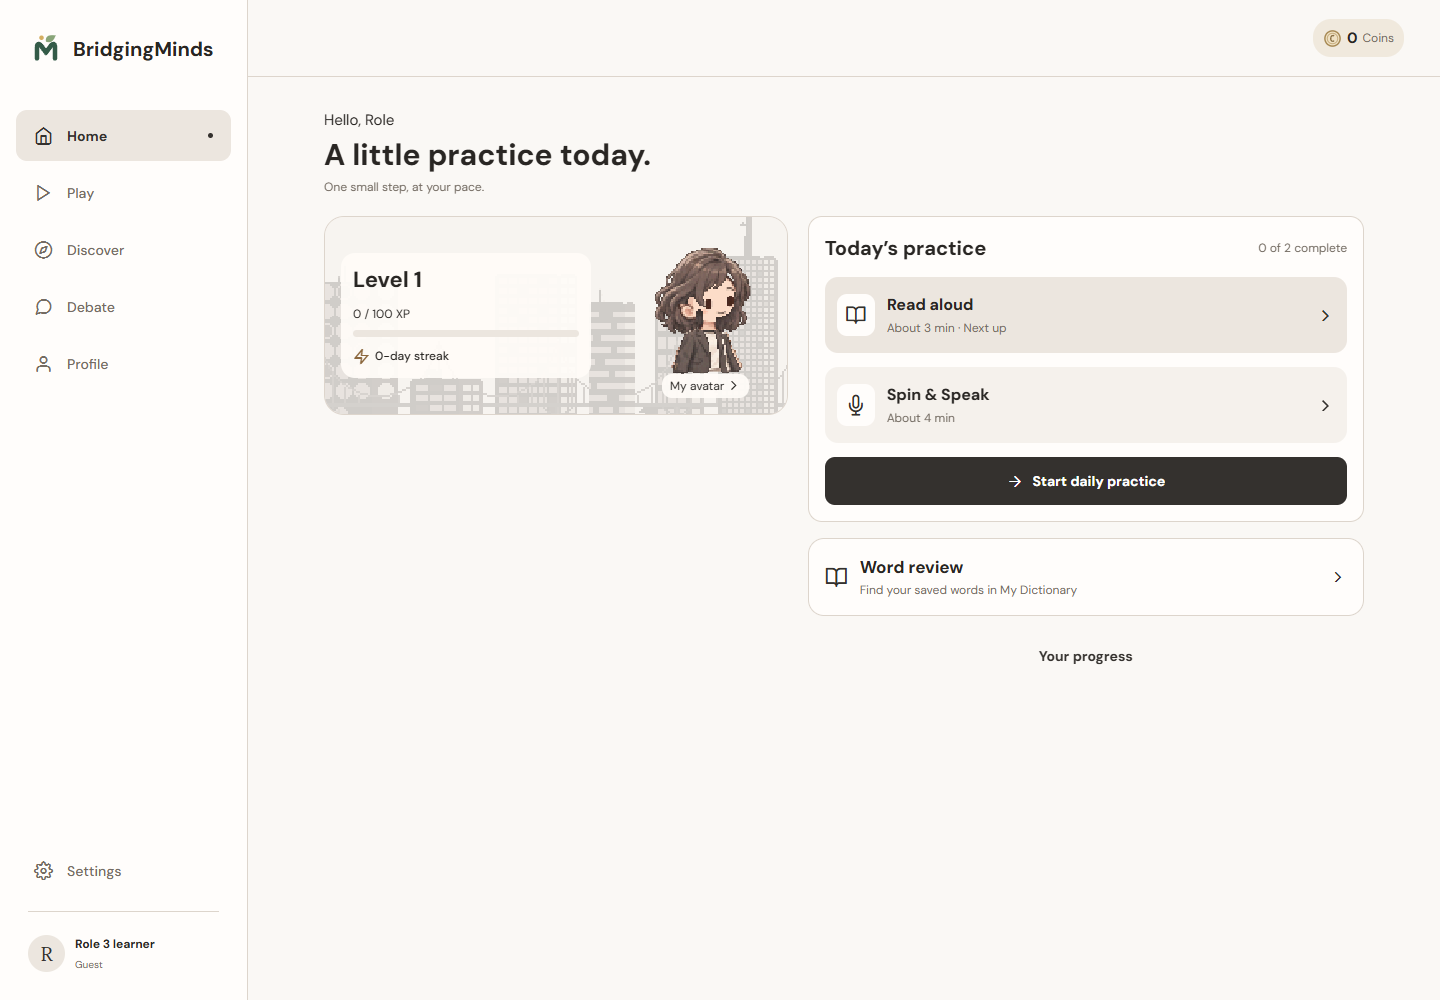 BridgingMinds
Home
Play
Discover
Debate
Profile
Settings
R
Role 3 learner
Guest
C
0 Coins
Hello, Role
A little practice today.
One small step, at your pace.
Level 1
0 / 100 XP
0-day streak
My avatar
Today’s practice
0 of 2 complete
Read aloud
About 3 min · Next up
Spin & Speak
About 4 min
Start daily practice
Word review
Find your saved words in My Dictionary
Your progress